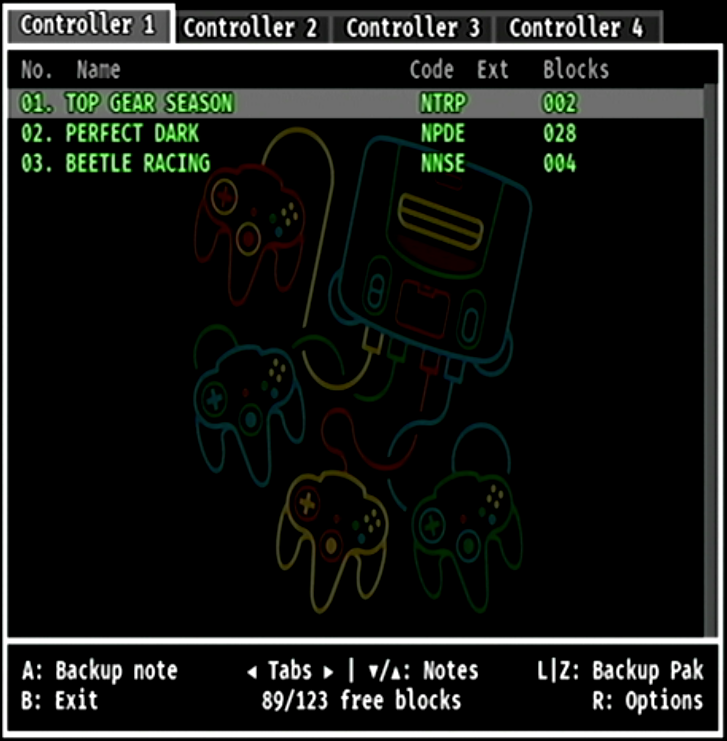 Controller 1 Controller 2 Controller 3 Controller 4
No. Name Code Ext Blocks
01. TOP GEAR SEASON NTRP 002
02. PERFECT DARK NPDE 028
03. BEETLE RACING NNSE 004
A: Backup note ◂ Tabs ▸ | ▾/▴: Notes L|Z: Backup Pak
B: Exit 89/123 free blocks R: Options